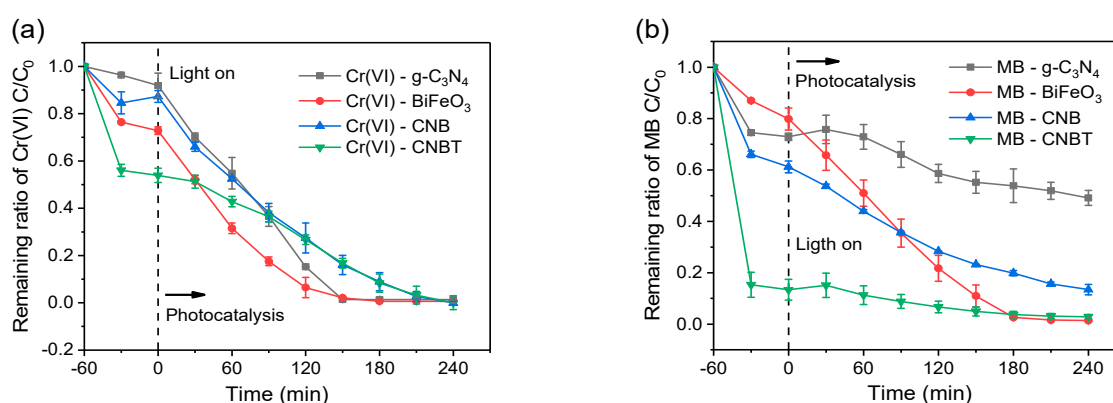 (a)
Remaining ratio of Cr(VI) C/C₀
1.0
0.8
0.6
0.4
0.2
0.0
-0.2
Light on
Cr(VI) - g-C₃N₄
Cr(VI) - BiFeO₃
Cr(VI) - CNB
Cr(VI) - CNBT
Photocatalysis
-60 0 60 120 180 240
Time (min)
(b)
Remaining ratio of MB C/C₀
1.0
0.8
0.6
0.4
0.2
0.0
Photocatalysis
MB - g-C₃N₄
MB - BiFeO₃
MB - CNB
MB - CNBT
Ligth on
-60 0 60 120 180 240
Time (min)